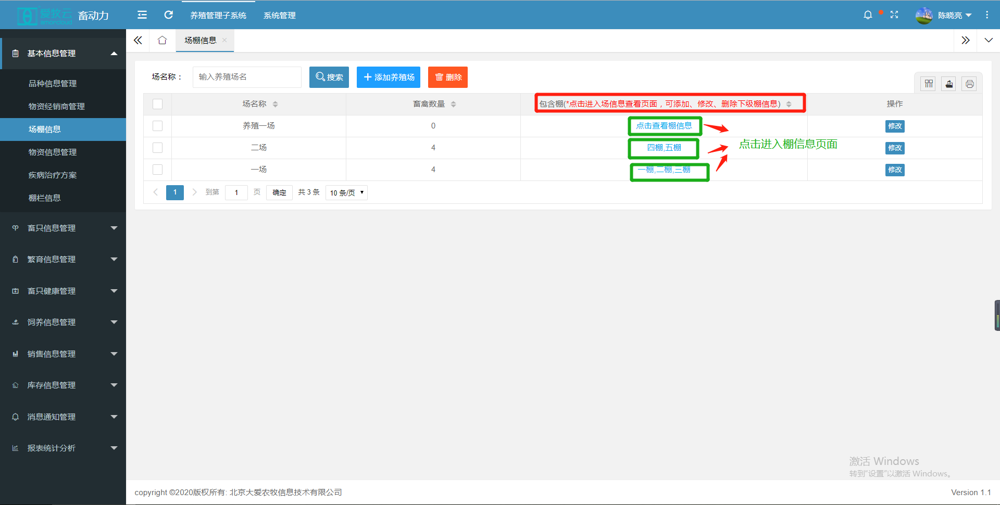 爱牧云 畜动力
amorcloud
养殖管理子系统 系统管理
陈晓亮
基本信息管理
品种信息管理
物资经销商管理
场棚信息
物资信息管理
疾病治疗方案
棚栏信息
畜只信息管理
繁育信息管理
畜只健康管理
饲养信息管理
销售信息管理
库存信息管理
消息通知管理
报表统计分析
场棚信息
场名称： 输入养殖场名 搜索 添加养殖场 删除
场名称 畜禽数量 包含棚(*点击进入场信息查看页面，可添加、修改、删除下级棚信息) 操作
养殖一场 0 点击查看棚信息 修改
二场 4 四棚,五棚 修改
点击进入棚信息页面
一场 4 一棚,二棚,三棚 修改
1 到第 1 页 确定 共 3 条 10 条/页
激活 Windows
转到"设置"以激活 Windows。
copyright ©2020版权所有: 北京大爱农牧信息技术有限公司
Version 1.1